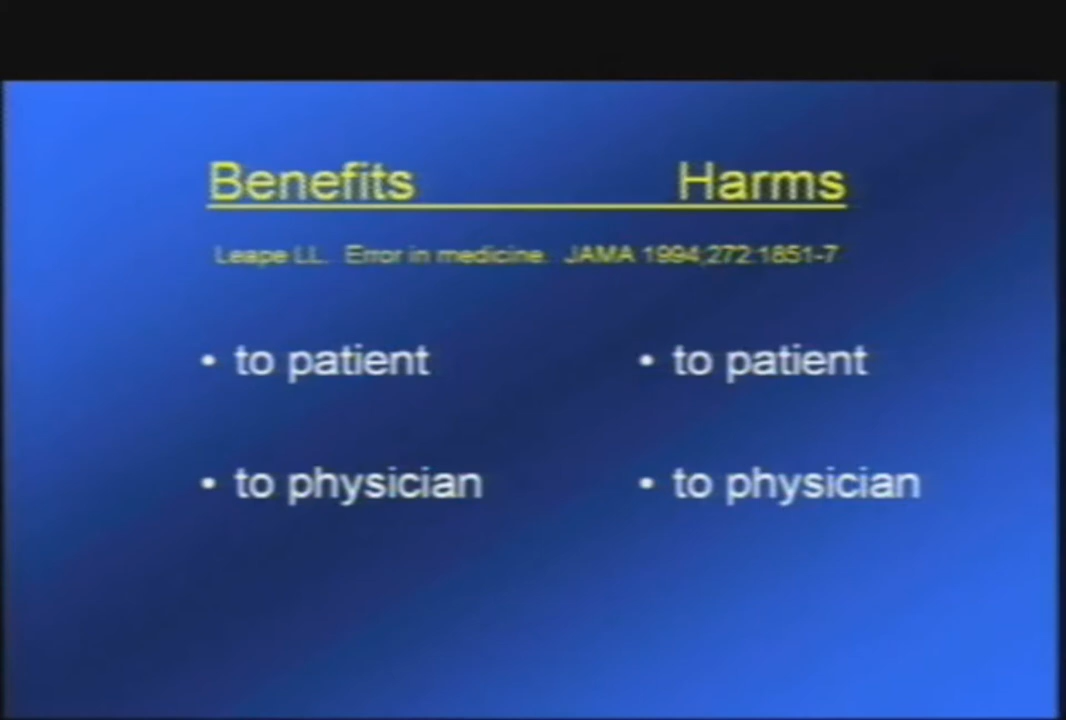 Benefits Harms
Leape LL. Error in medicine. JAMA 1994;272:1851-7
• to patient • to patient
• to physician • to physician